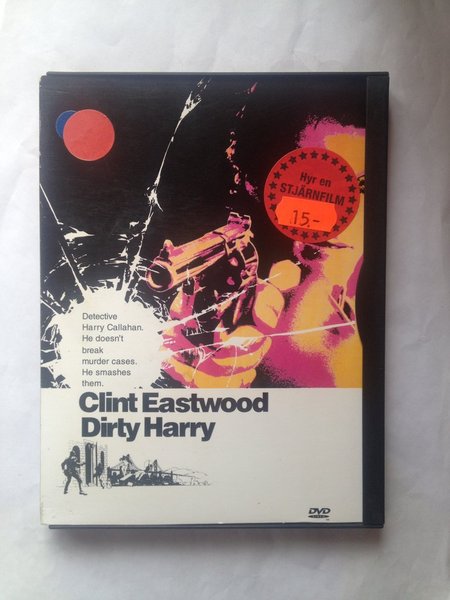 Hyr en
STJÄRNFILM
15:-
Detective
Harry Callahan.
He doesn't
break
murder cases.
He smashes
them.
Clint Eastwood
Dirty Harry
DVD